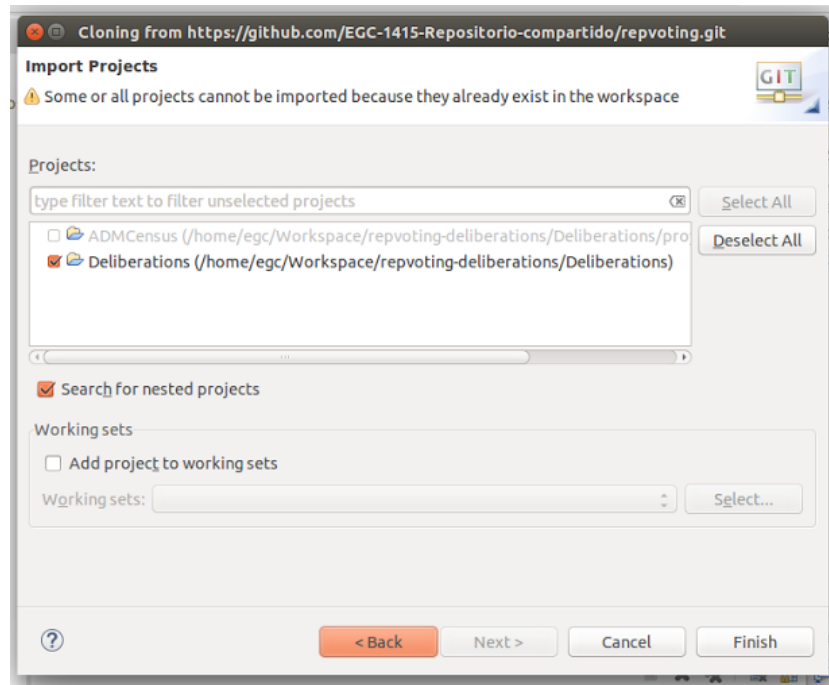 Cloning from https://github.com/EGC-1415-Repositorio-compartido/repvoting.git
Import Projects
GIT
Some or all projects cannot be imported because they already exist in the workspace
Projects:
type filter text to filter unselected projects
Select All
ADMCensus (/home/egc/Workspace/repvoting-deliberations/Deliberations/pro
Deselect All
Deliberations (/home/egc/Workspace/repvoting-deliberations/Deliberations)
Search for nested projects
Working sets
Add project to working sets
Working sets:
Select...
?
< Back
Next >
Cancel
Finish